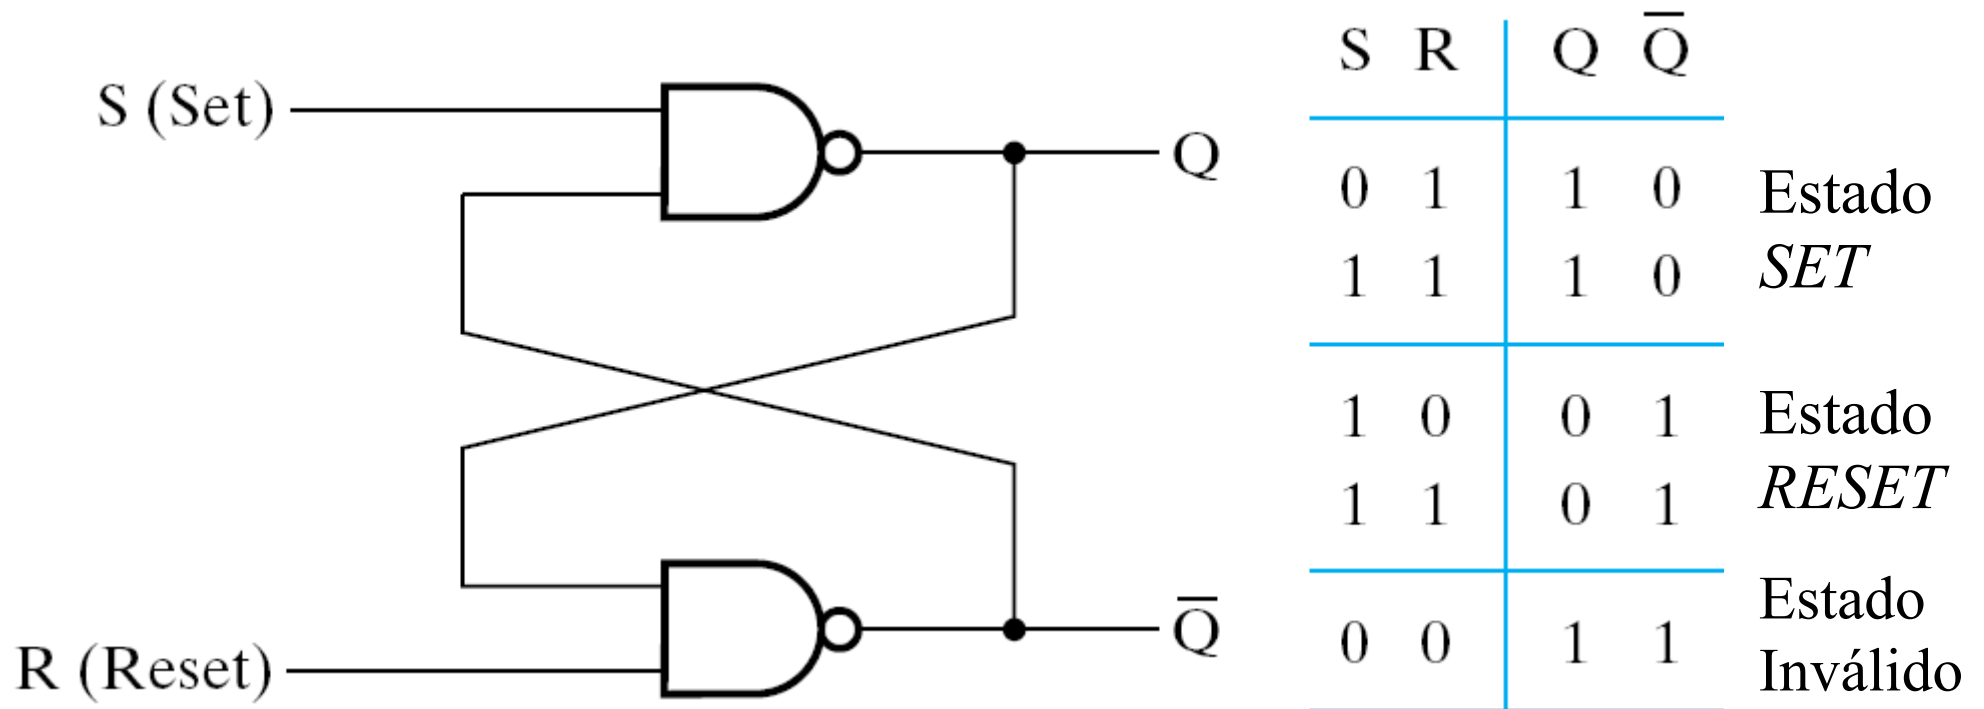 S (Set)
Q
R (Reset)
Q̅
S R Q Q̅
0 1 1 0
1 1 1 0
Estado
SET
1 0 0 1
1 1 0 1
Estado
RESET
0 0 1 1
Estado
Inválido